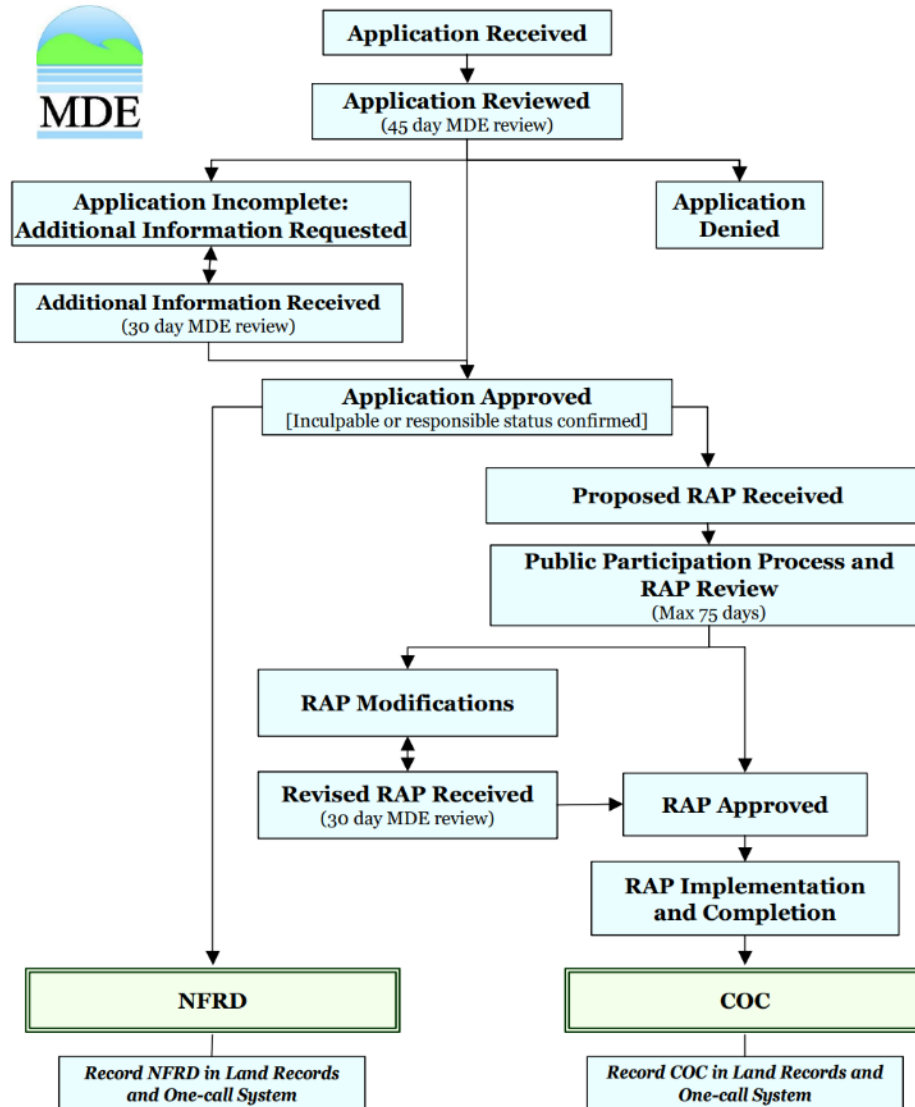 MDE
Application Received
Application Reviewed
(45 day MDE review)
Application Incomplete:
Additional Information Requested
Application
Denied
Additional Information Received
(30 day MDE review)
Application Approved
[Inculpable or responsible status confirmed]
Proposed RAP Received
Public Participation Process and
RAP Review
(Max 75 days)
RAP Modifications
Revised RAP Received
(30 day MDE review)
RAP Approved
RAP Implementation
and Completion
NFRD
COC
Record NFRD in Land Records
and One-call System
Record COC in Land Records and
One-call System